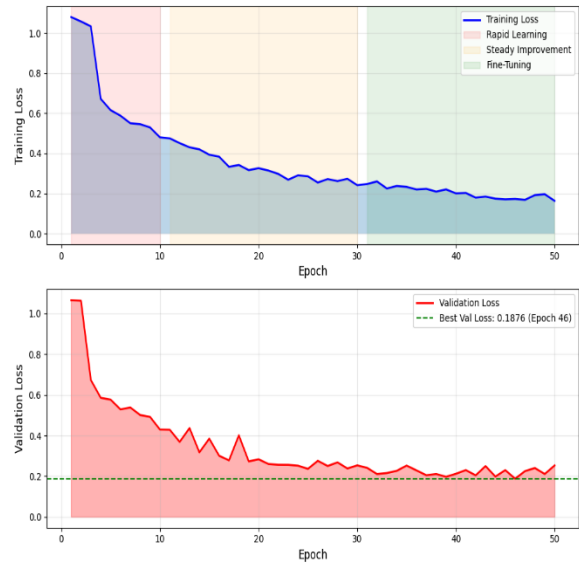 Training Loss
Rapid Learning
Steady Improvement
Fine-Tuning
Training Loss
1.0
0.8
0.6
0.4
0.2
0.0
0 10 20 30 40 50
Epoch
Validation Loss
Best Val Loss: 0.1876 (Epoch 46)
Validation Loss
1.0
0.8
0.6
0.4
0.2
0.0
0 10 20 30 40 50
Epoch